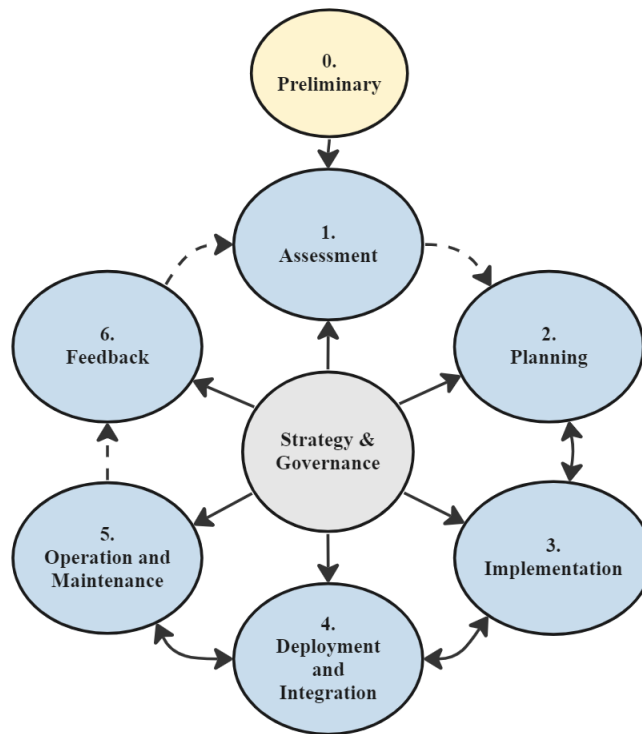 0.
Preliminary
1.
Assessment
6.
Feedback
2.
Planning
Strategy &
Governance
5.
Operation and
Maintenance
3.
Implementation
4.
Deployment
and
Integration